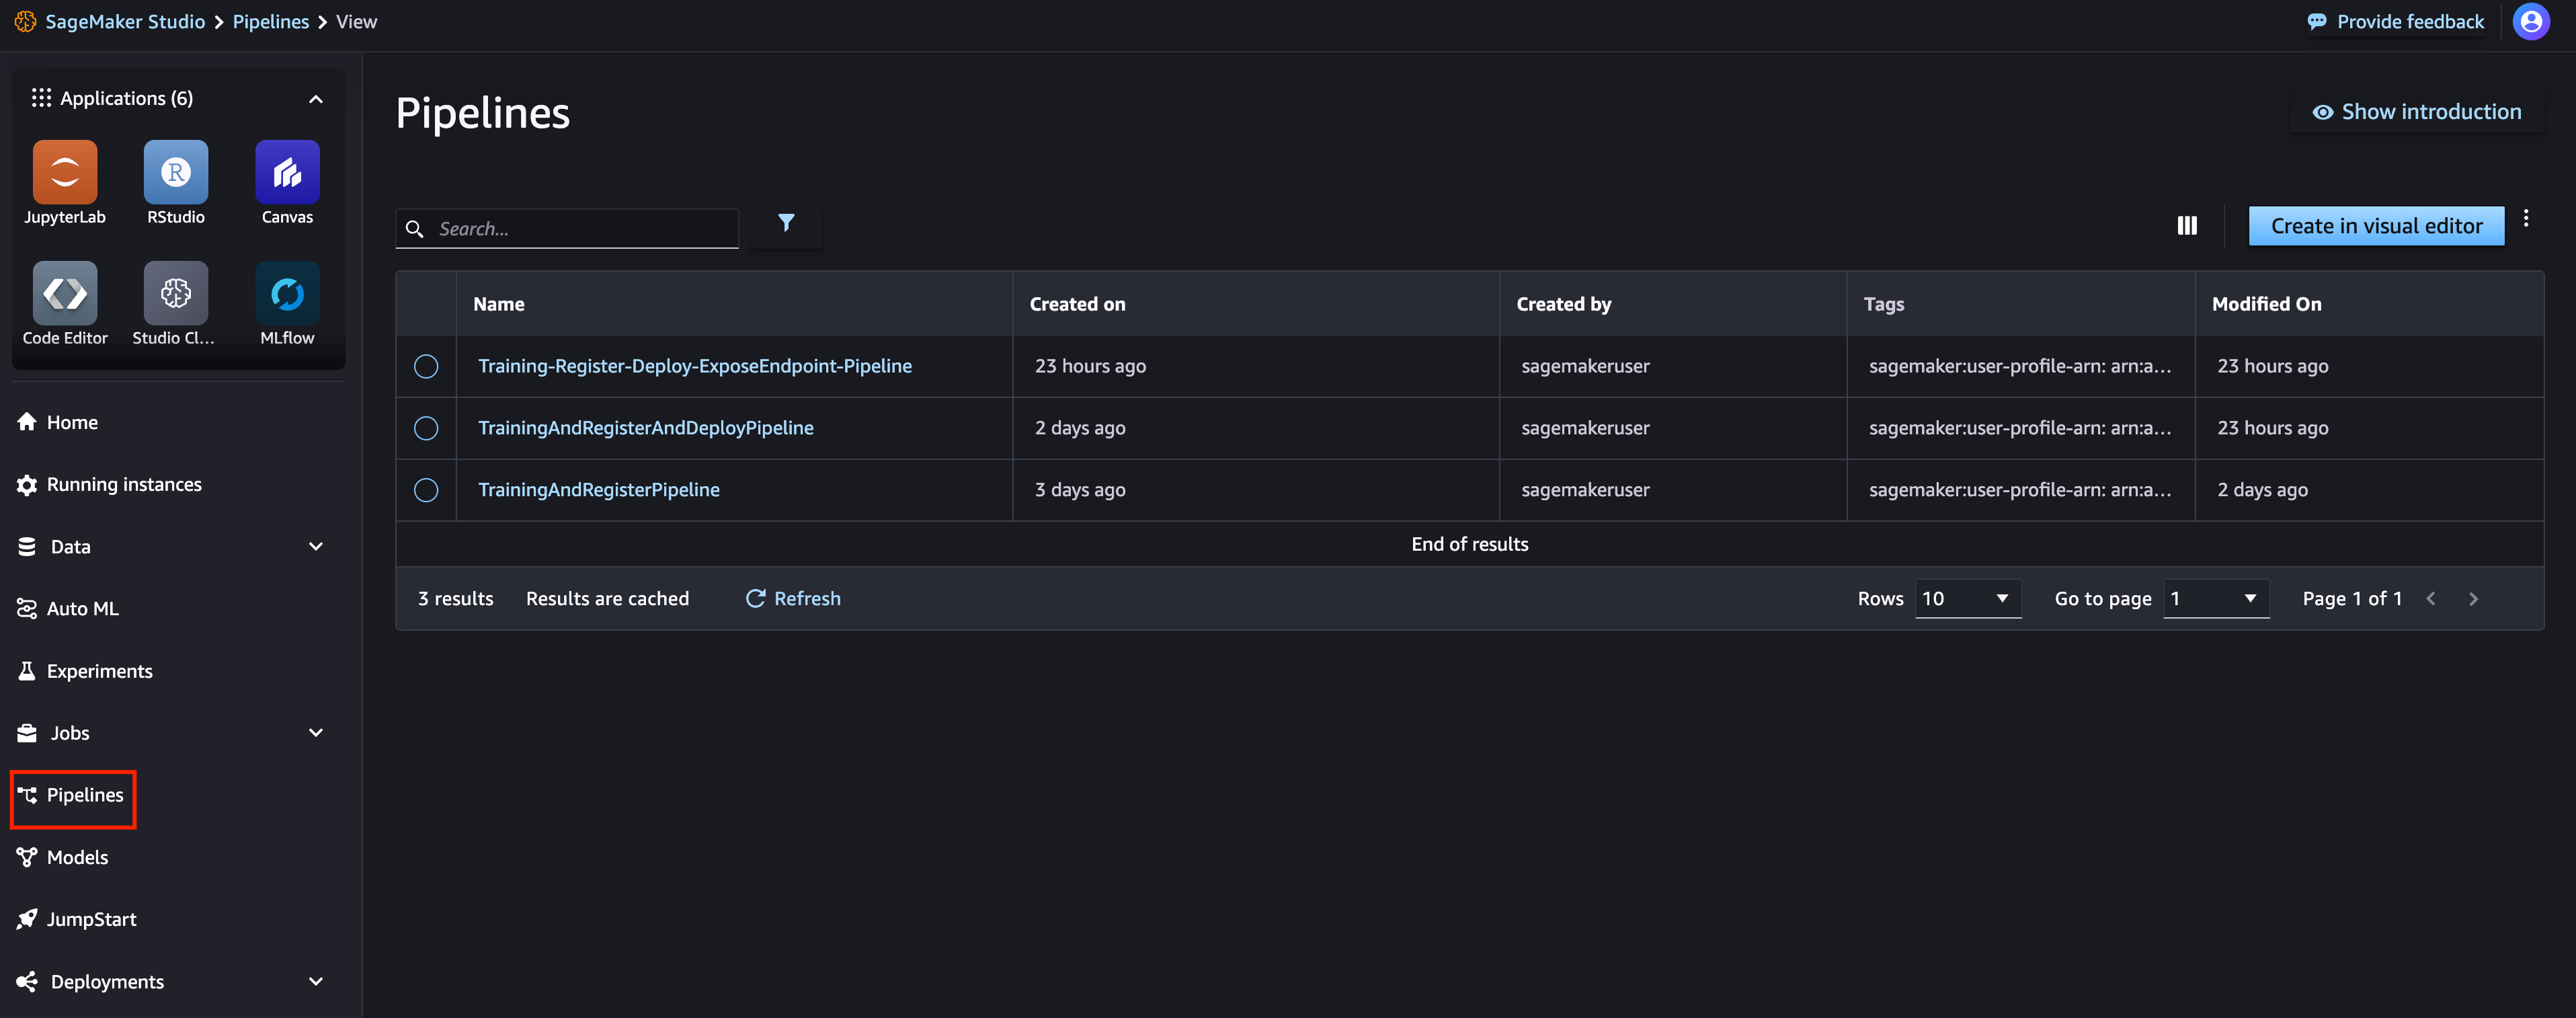 SageMaker Studio > Pipelines > View
Provide feedback
Applications (6)
JupyterLab
RStudio
Canvas
Code Editor
Studio Cl...
MLflow
Home
Running instances
Data
Auto ML
Experiments
Jobs
Pipelines
Models
JumpStart
Deployments
Pipelines
Show introduction
Search...
Create in visual editor
Name Created on Created by Tags Modified On
Training-Register-Deploy-ExposeEndpoint-Pipeline 23 hours ago sagemakeruser sagemaker:user-profile-arn: arn:a... 23 hours ago
TrainingAndRegisterAndDeployPipeline 2 days ago sagemakeruser sagemaker:user-profile-arn: arn:a... 23 hours ago
TrainingAndRegisterPipeline 3 days ago sagemakeruser sagemaker:user-profile-arn: arn:a... 2 days ago
End of results
3 results Results are cached Refresh Rows 10 Go to page 1 Page 1 of 1